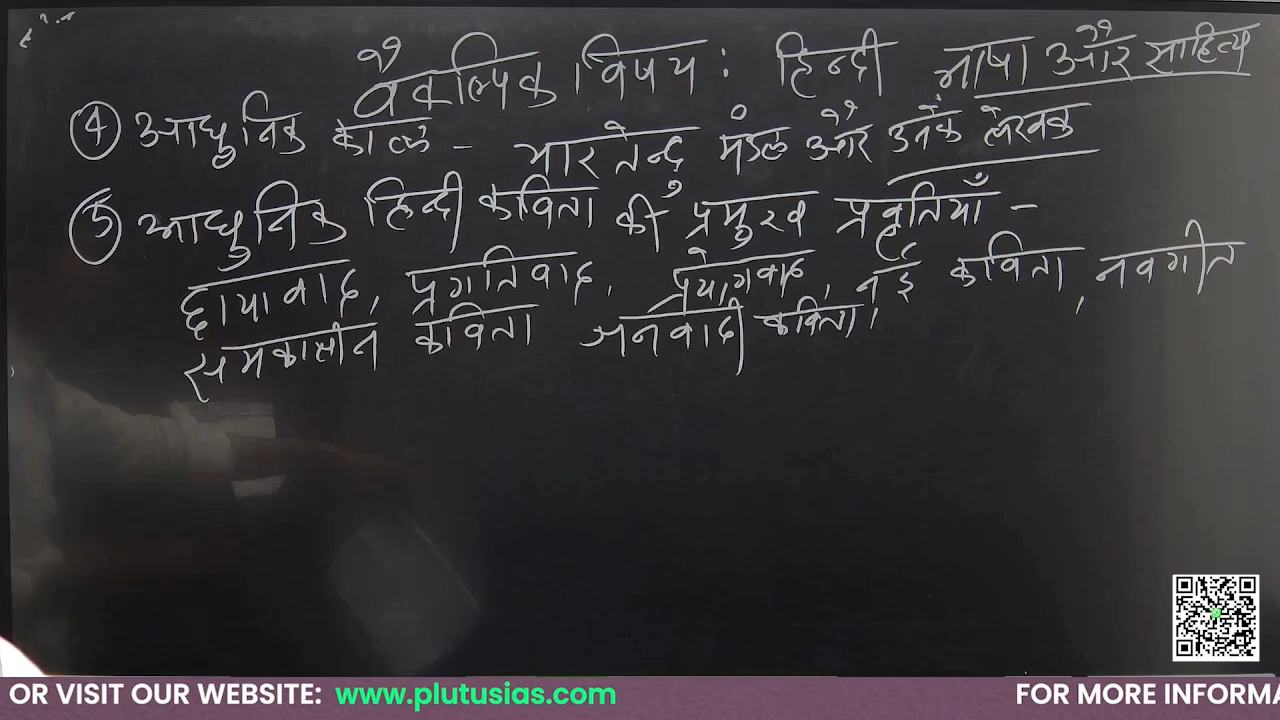 वैकल्पिक विषय : हिन्दी भाषा और साहित्य
④ आधुनिक काल - भारतेन्दु मंडल और उनके लेखक
⑤ आधुनिक हिन्दी कविता की प्रमुख प्रवृतियाँ -
छायावाद, प्रगतिवाद, प्रयोगवाद, नई कविता, नवगीत
समकालीन कविता जनवादी कविता।
OR VISIT OUR WEBSITE: www.plutusias.com FOR MORE INFORMA